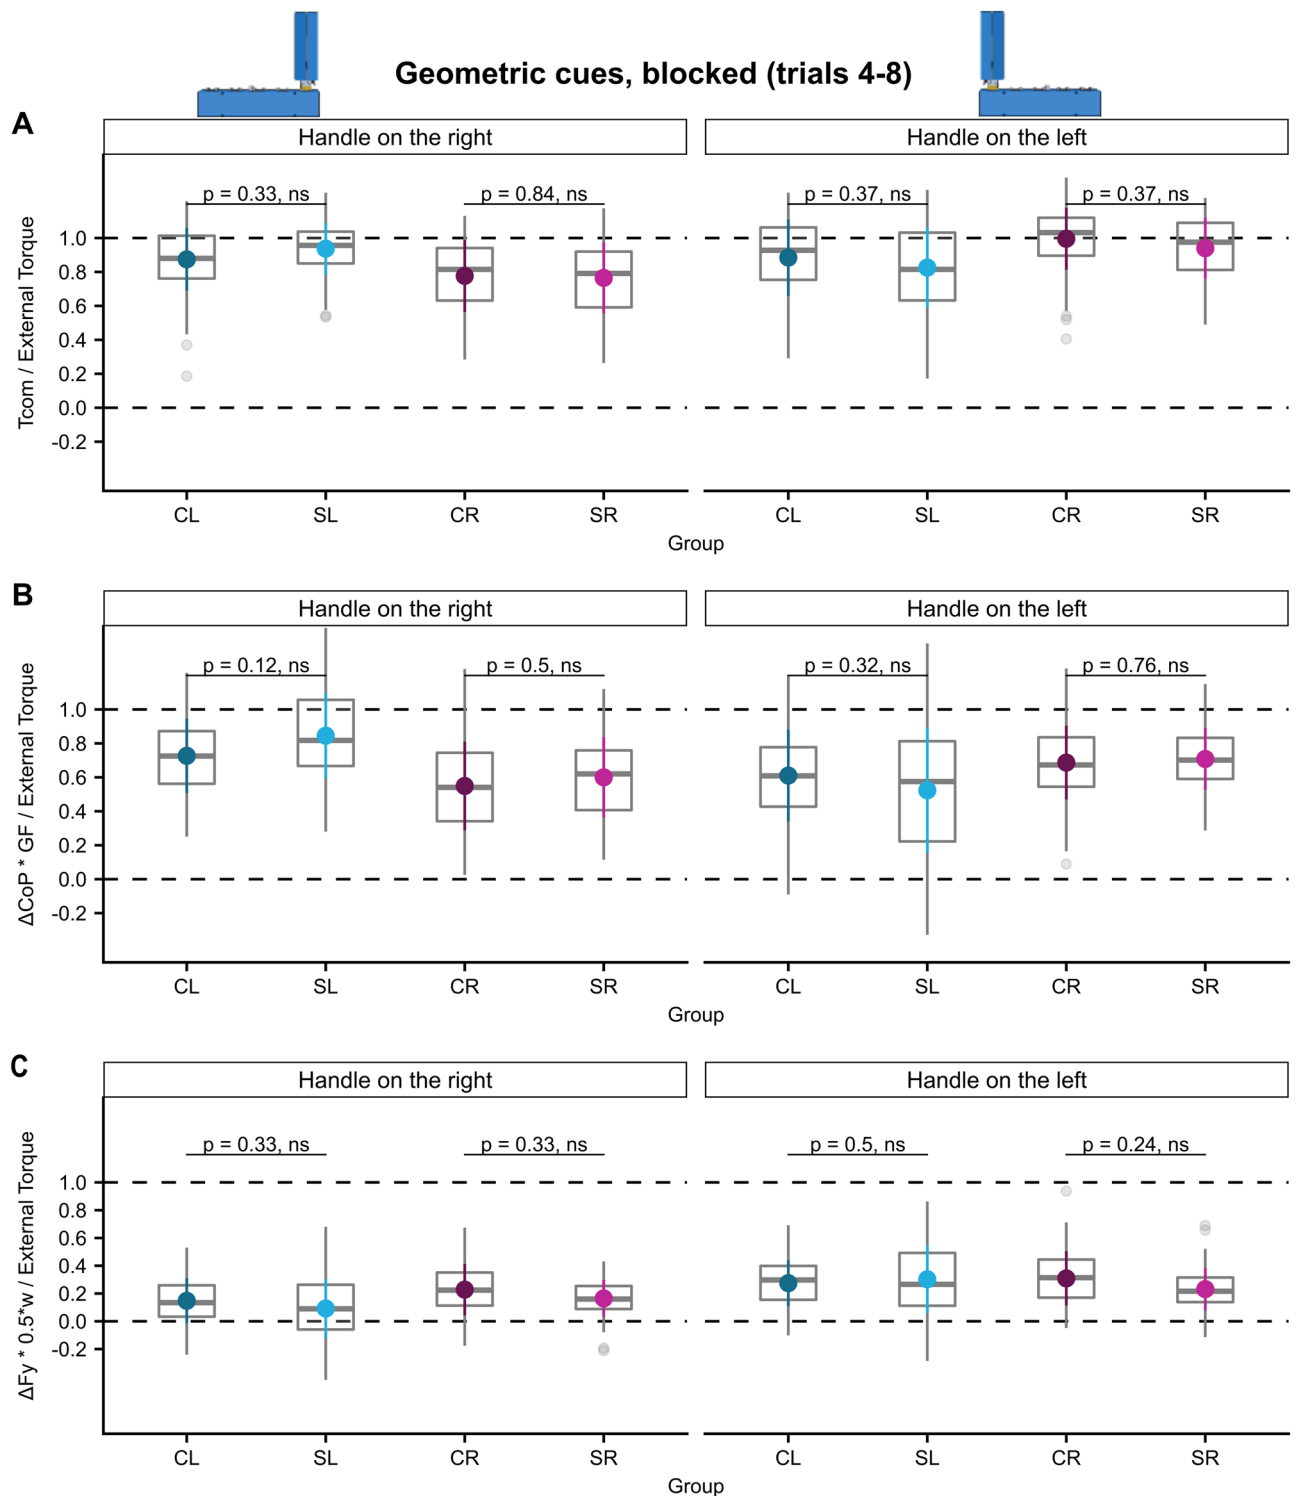 Geometric cues, blocked (trials 4-8)
A
Handle on the right
Handle on the left
Tcom / External Torque
p = 0.33, ns
p = 0.84, ns
p = 0.37, ns
p = 0.37, ns
1.0
0.8
0.6
0.4
0.2
0.0
-0.2
CL
SL
CR
SR
CL
SL
CR
SR
Group
B
Handle on the right
Handle on the left
ΔCoP * GF / External Torque
p = 0.12, ns
p = 0.5, ns
p = 0.32, ns
p = 0.76, ns
1.0
0.8
0.6
0.4
0.2
0.0
-0.2
CL
SL
CR
SR
CL
SL
CR
SR
Group
C
Handle on the right
Handle on the left
ΔFy * 0.5*w / External Torque
p = 0.33, ns
p = 0.33, ns
p = 0.5, ns
p = 0.24, ns
1.0
0.8
0.6
0.4
0.2
0.0
-0.2
CL
SL
CR
SR
CL
SL
CR
SR
Group